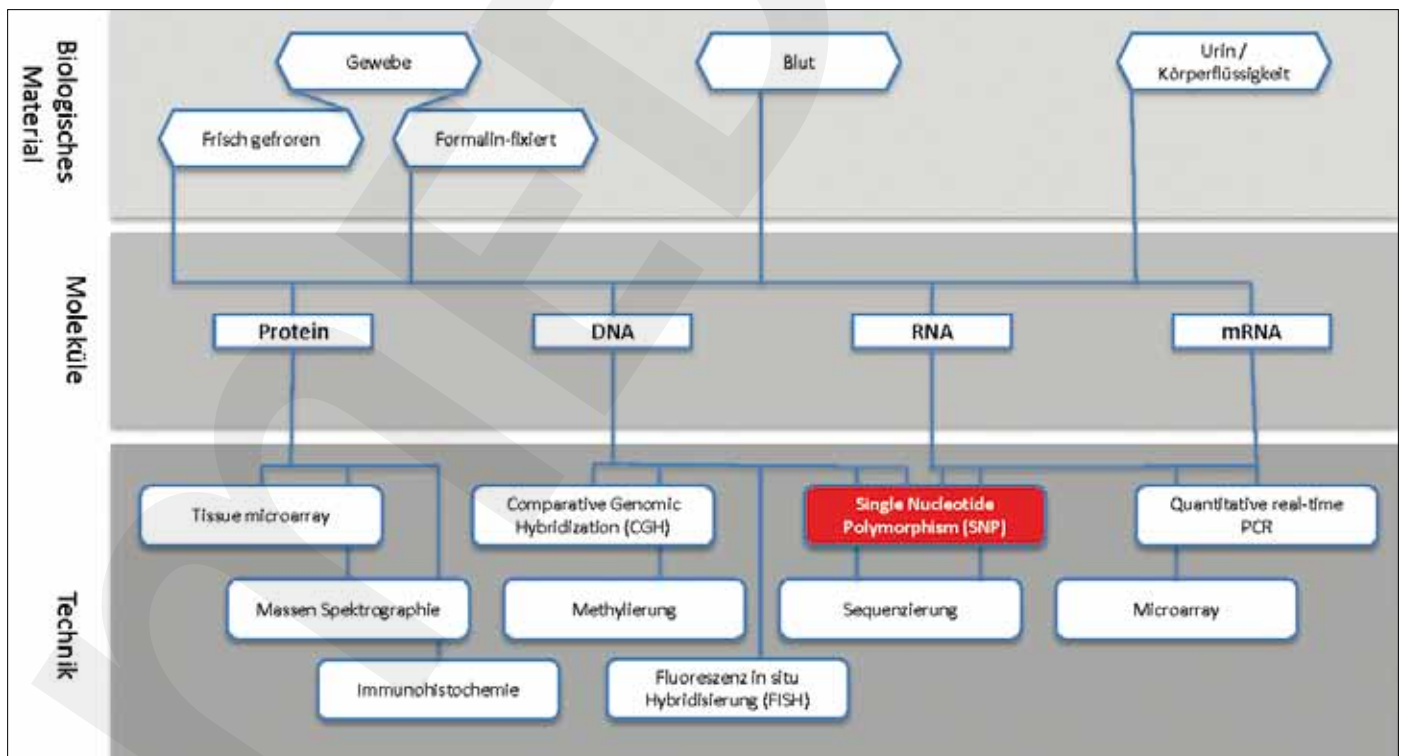 Biologisches
Material
Gewebe
Blut
Urin /
Körperflüssigkeit
Frisch gefroren
Formalin-fixiert
Moleküle
Protein
DNA
RNA
mRNA
Technik
Tissue microarray
Comparative Genomic
Hybridization (CGH)
Single Nucleotide
Polymorphism (SNP)
Quantitative real-time
PCR
Massen Spektrographie
Methylierung
Sequenzierung
Microarray
Immunohistochemie
Fluoreszenz in situ
Hybridisierung (FISH)